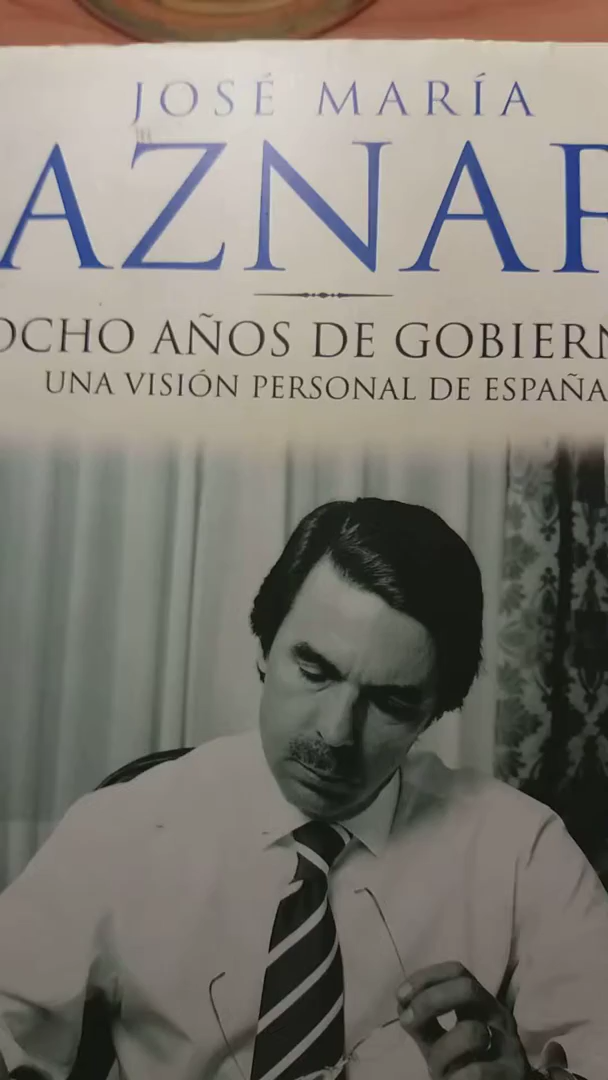 JOSÉ MARÍA
AZNAR
OCHO AÑOS DE GOBIERN
UNA VISIÓN PERSONAL DE ESPAÑA